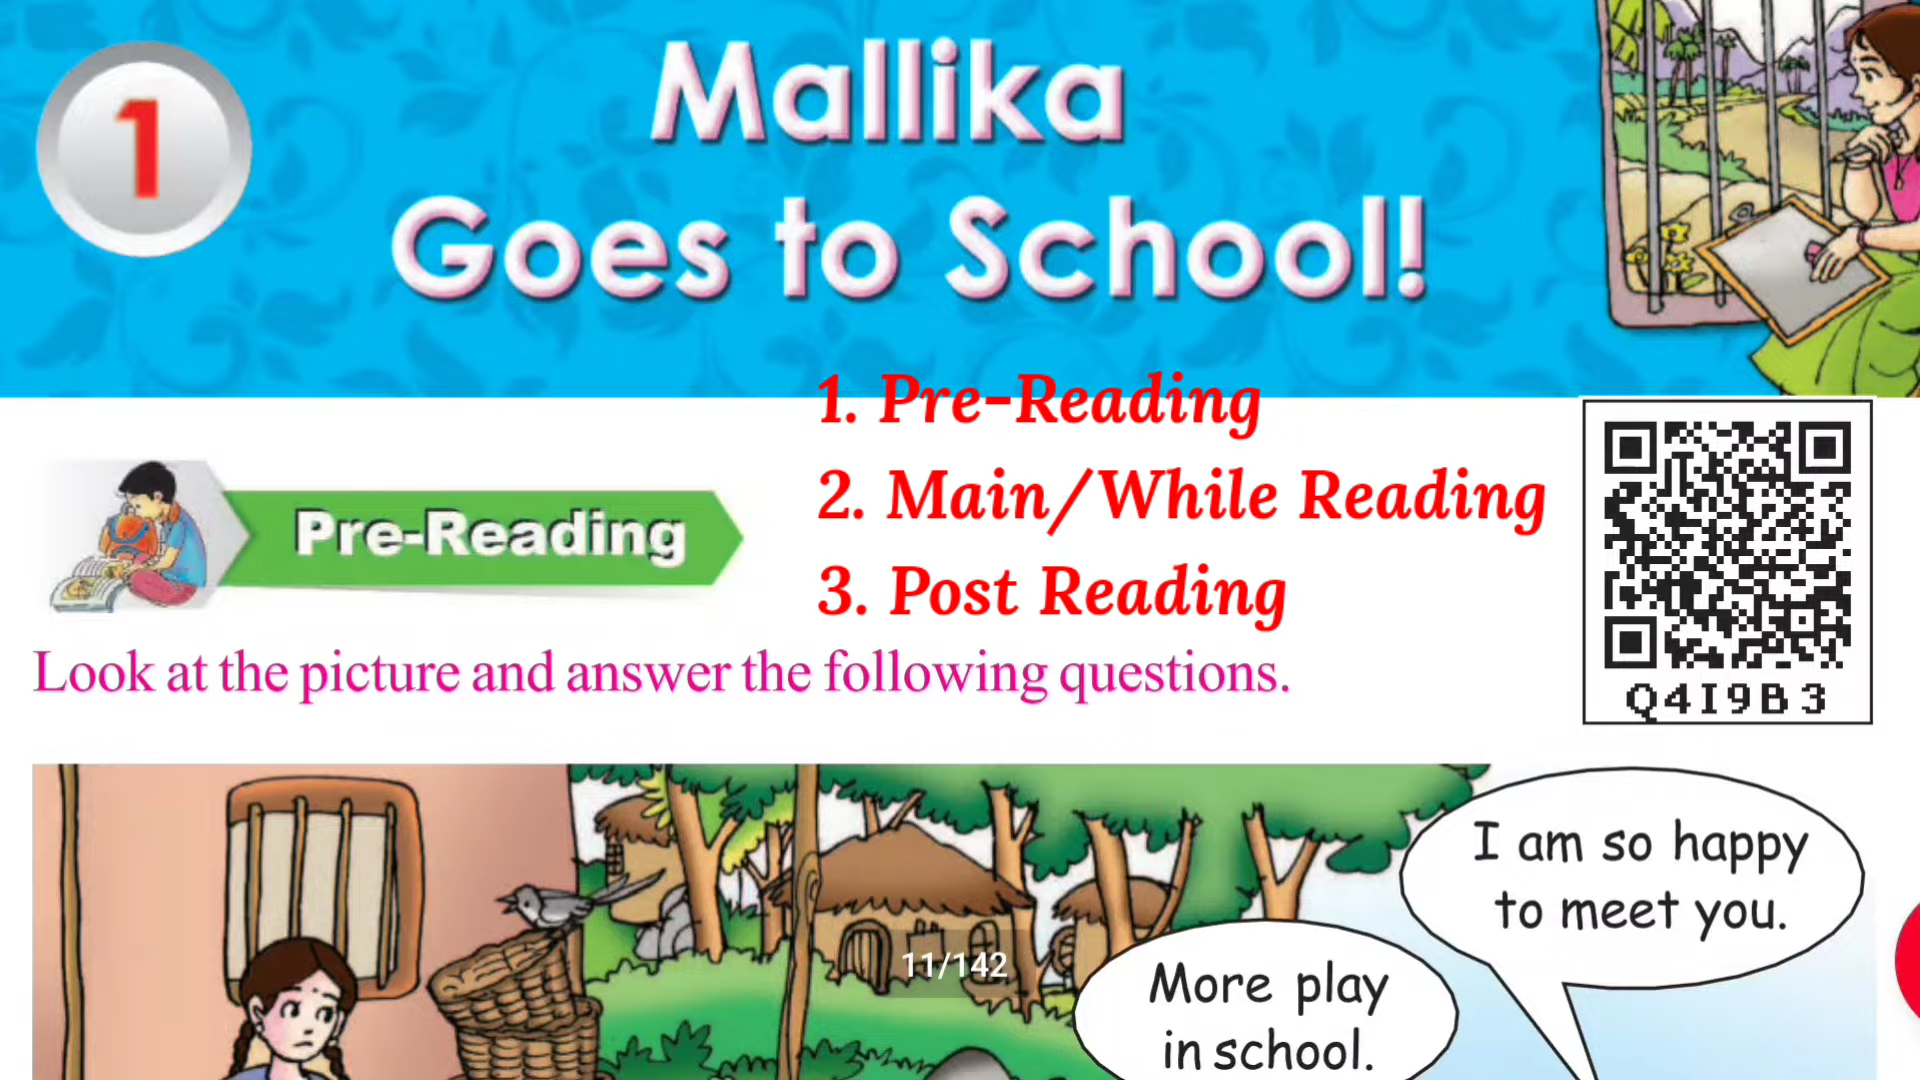 1
Mallika
Goes to School!
1. Pre-Reading
2. Main/While Reading
3. Post Reading
Pre-Reading
Look at the picture and answer the following questions.
Q4I9B3
I am so happy
to meet you.
11/142
More play
in school.